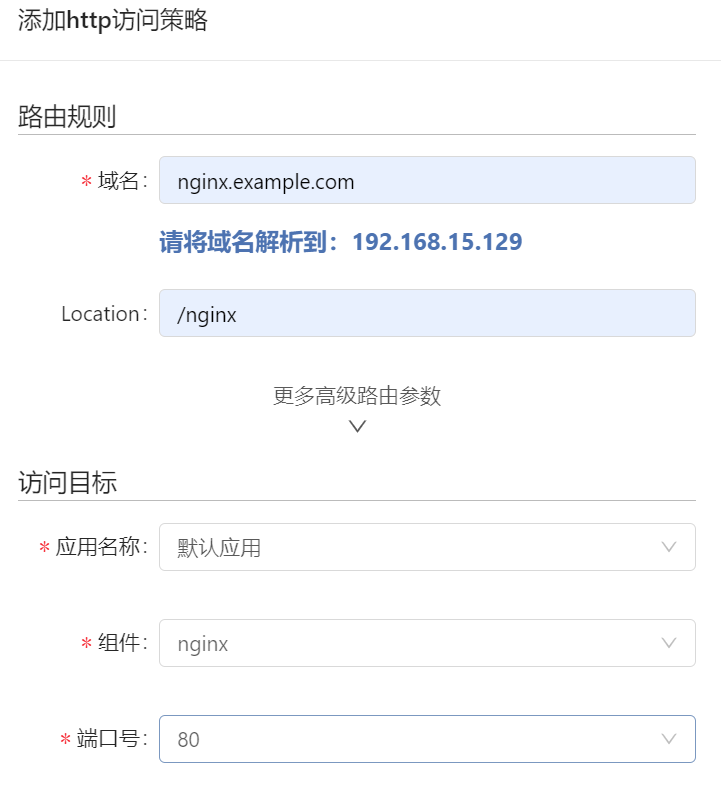 添加http访问策略
路由规则
* 域名: nginx.example.com
请将域名解析到：192.168.15.129
Location: /nginx
更多高级路由参数
访问目标
* 应用名称: 默认应用
* 组件: nginx
* 端口号: 80